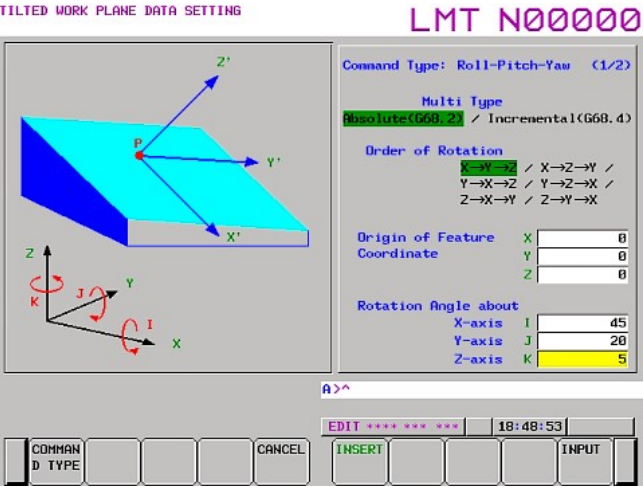 TILTED WORK PLANE DATA SETTING
LMT N00000
Z'
P
Y'
X'
Z
K
J
Y
I
X
Command Type: Roll-Pitch-Yaw (1/2)
Multi Type
Absolute(G68.2) / Incremental(G68.4)
Order of Rotation
X→Y→Z / X→Z→Y /
Y→X→Z / Y→Z→X /
Z→X→Y / Z→Y→X
Origin of Feature X 0
Coordinate Y 0
Z 0
Rotation Angle about
X-axis I 45
Y-axis J 20
Z-axis K 5
A>^
EDIT **** *** *** 18:48:53
COMMAN
D TYPE
CANCEL
INSERT
INPUT